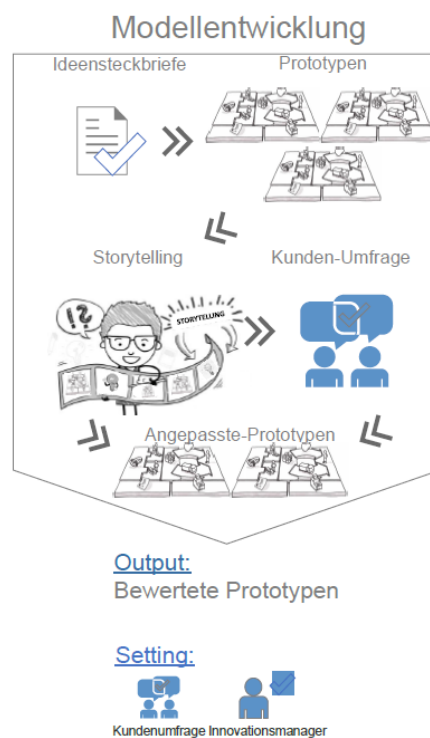 Modellentwicklung
Ideensteckbriefe
Prototypen
Storytelling
Kunden-Umfrage
!?
STORYTELLING
Angepasste-Prototypen
Output:
Bewertete Prototypen
Setting:
Kundenumfrage Innovationsmanager